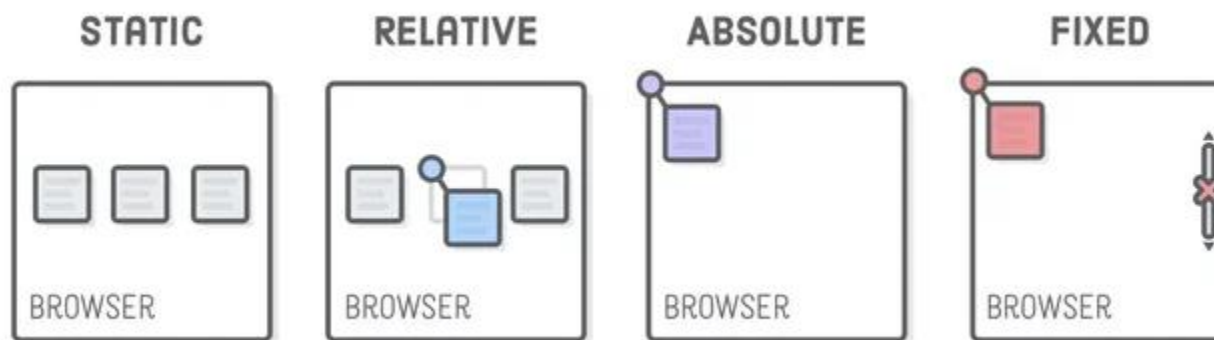 STATIC
RELATIVE
ABSOLUTE
FIXED
BROWSER
BROWSER
BROWSER
BROWSER